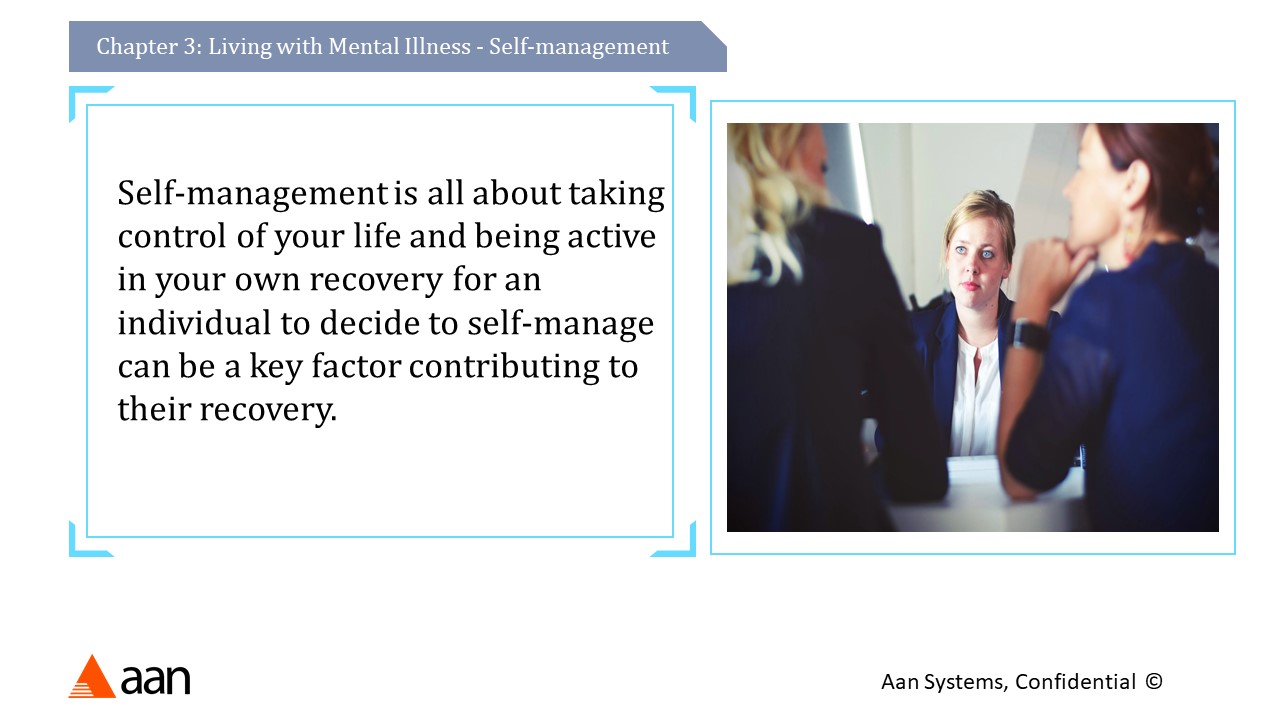 Chapter 3: Living with Mental Illness - Self-management
Self-management is all about taking
control of your life and being active
in your own recovery for an
individual to decide to self-manage
can be a key factor contributing to
their recovery.
aan
Aan Systems, Confidential ©